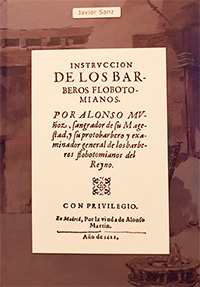 Javier Sanz
INSTRVCCION
DE LOS BAR-
BEROS FLOBOTO-
MIANOS.
POR ALONSO MV-
ñoz, sangrador de su Mage-
stad, y su protobarbero y exa-
minador general de los barbe-
ros flobotomianos del
Reyno.
CON PRIVILEGIO.
En Madrid, Por la viuda de Alonso
Martin.
Año de 1621.